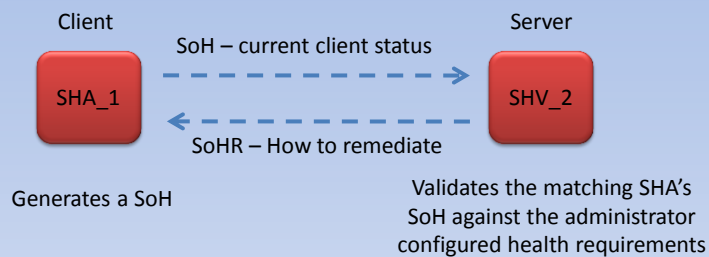 Client
Server
SoH – current client status
SHA_1
SHV_2
SoHR – How to remediate
Generates a SoH
Validates the matching SHA's
SoH against the administrator
configured health requirements